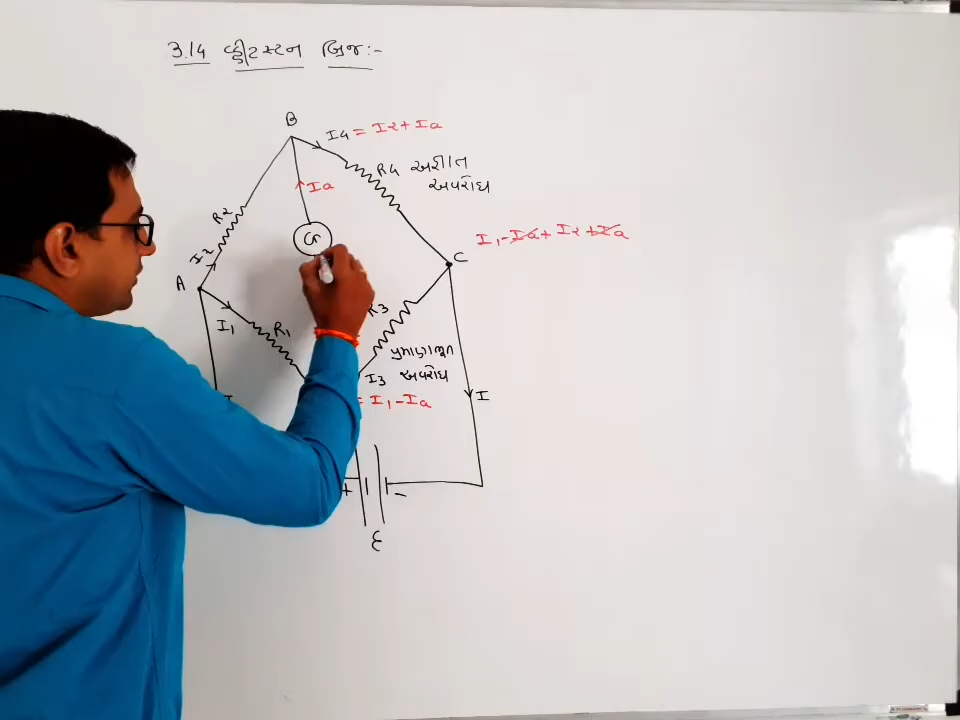 3.14 વ્હીટસ્ટન બ્રિજ:-
B
I4 = I2 + Ia
R4 અજ્ઞાત
અવરોધ
Ia
R2
G
I1 - Ia + I2 + Ia
C
I2
A
R3
I1
R1
પ્રમાણભૂત
અવરોધ
I3
= I1 - Ia
I
I
+
-
ε